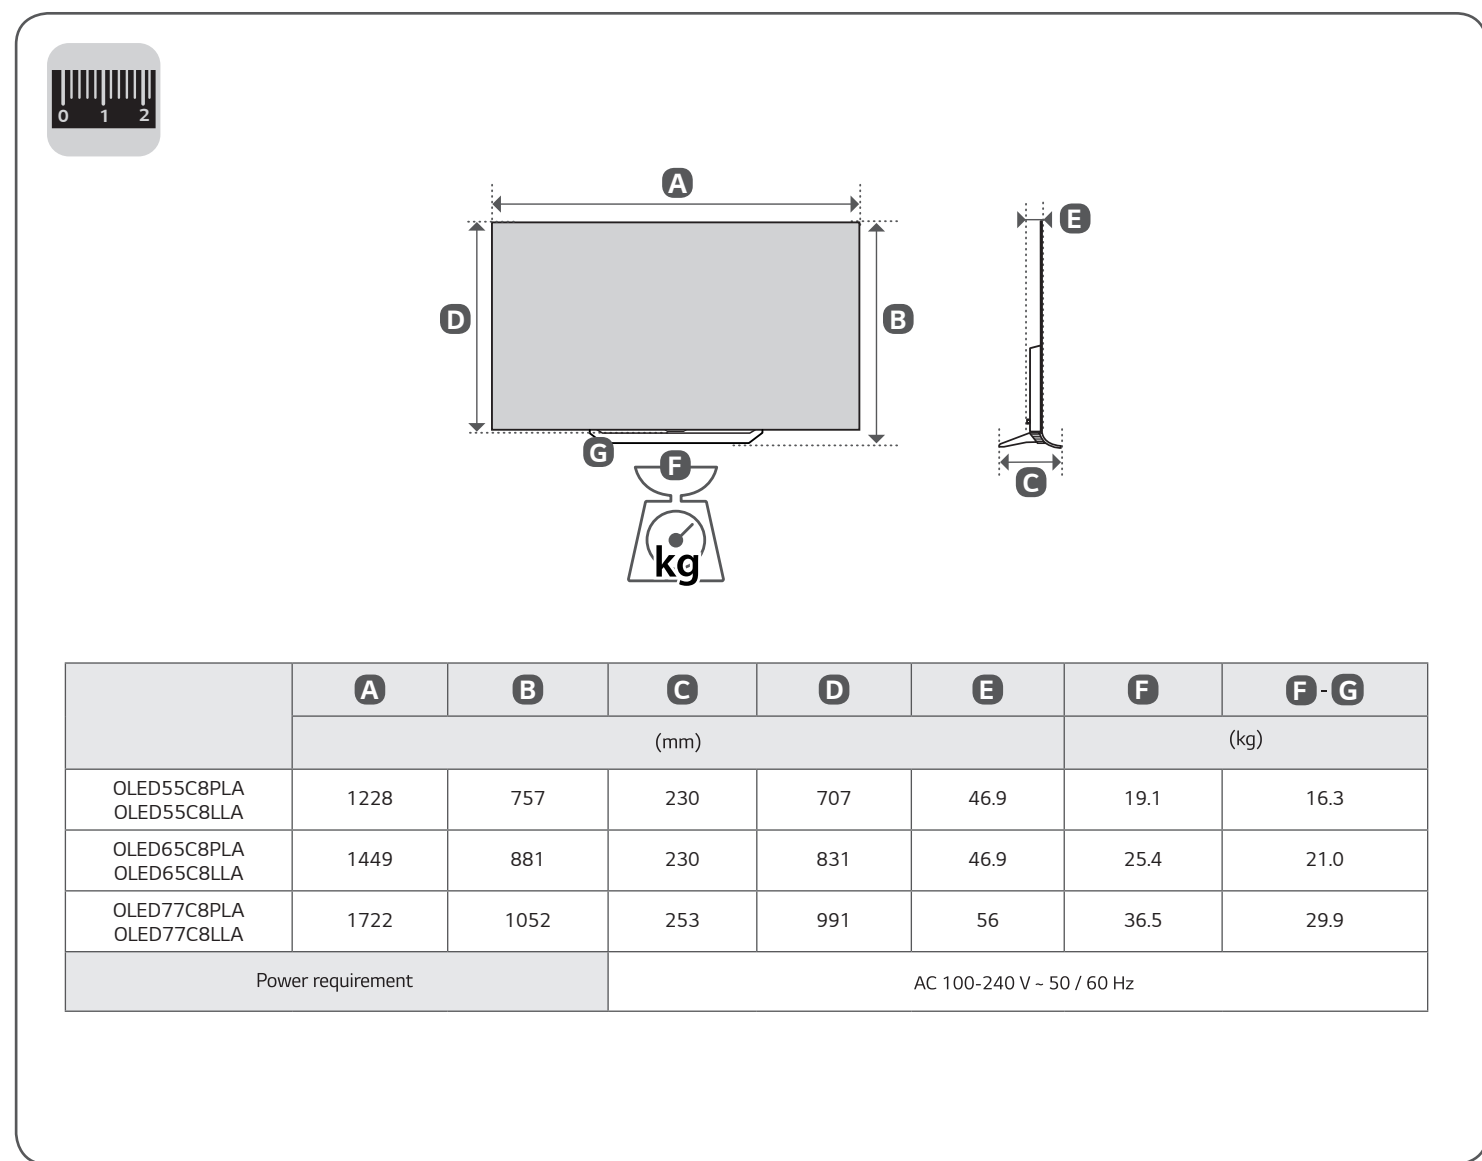 0 1 2
A
E
D
B
G
F
C
kg
A B C D E F F - G
(mm) (kg)
OLED55C8PLA
OLED55C8LLA
1228 757 230 707 46.9 19.1 16.3
OLED65C8PLA
OLED65C8LLA
1449 881 230 831 46.9 25.4 21.0
OLED77C8PLA
OLED77C8LLA
1722 1052 253 991 56 36.5 29.9
Power requirement AC 100-240 V ~ 50 / 60 Hz